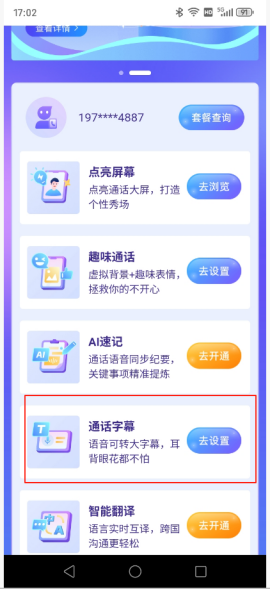 17:02
HD 5G 91
查看详情 >
197****4887
套餐查询
点亮屏幕
点亮通话大屏，打造
个性秀场
去浏览
趣味通话
虚拟背景+趣味表情，
拯救你的不开心
去设置
AI
AI速记
通话语音同步纪要，
关键事项精准提炼
去开通
T
通话字幕
语音可转大字幕，耳
背眼花都不怕
去设置
A
智能翻译
语言实时互译，跨国
沟通更轻松
去开通